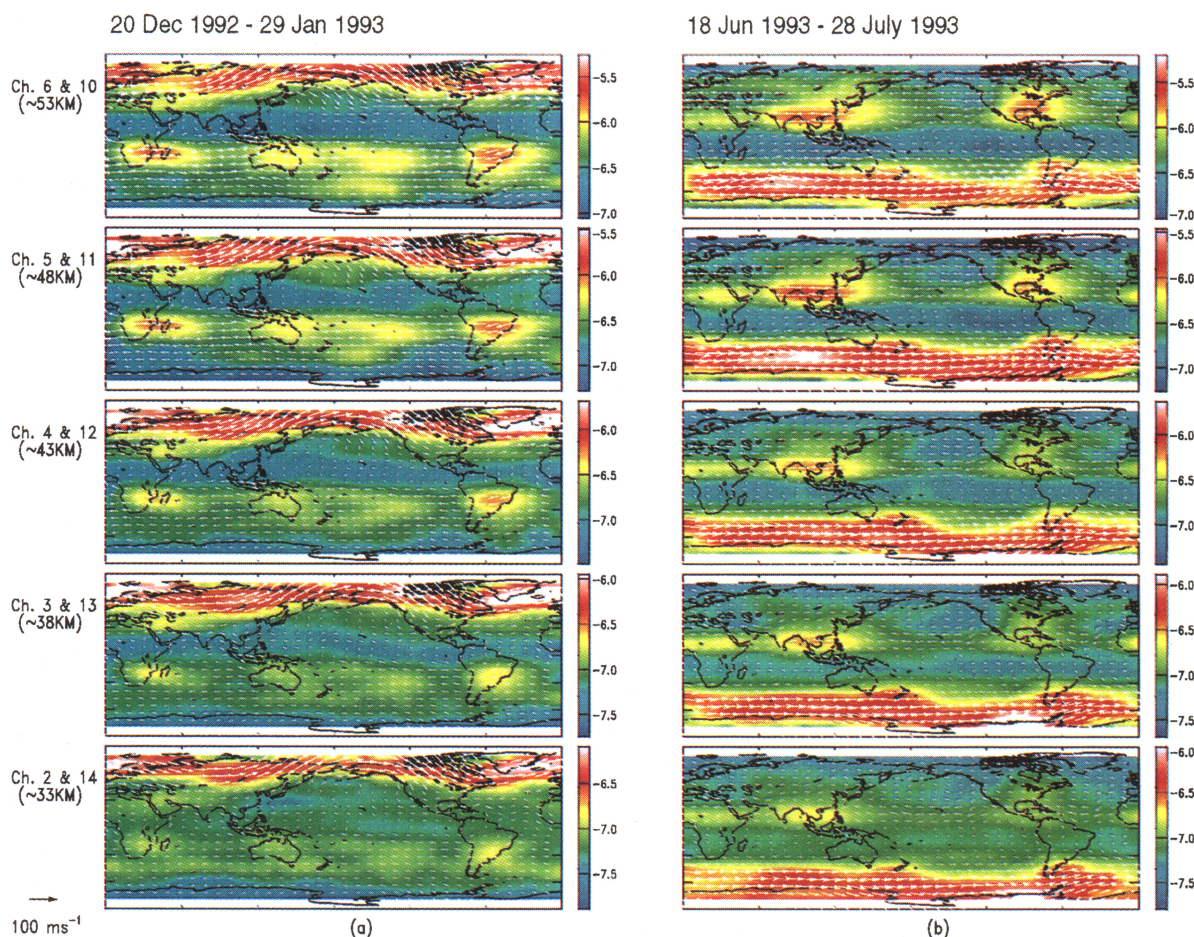 20 Dec 1992 - 29 Jan 1993
18 Jun 1993 - 28 July 1993
Ch. 6 & 10
(~53KM)
-5.5
-6.0
-6.5
-7.0
-5.5
-6.0
-6.5
-7.0
Ch. 5 & 11
(~48KM)
-5.5
-6.0
-6.5
-7.0
-5.5
-6.0
-6.5
-7.0
Ch. 4 & 12
(~43KM)
-6.0
-6.5
-7.0
-6.0
-6.5
-7.0
Ch. 3 & 13
(~38KM)
-6.0
-6.5
-7.0
-7.5
-6.0
-6.5
-7.0
-7.5
Ch. 2 & 14
(~33KM)
-6.5
-7.0
-7.5
-6.0
-6.5
-7.0
-7.5
100 ms⁻¹
(a)
(b)